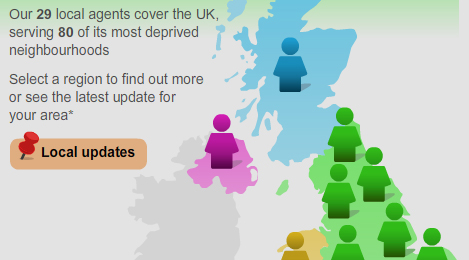 Our 29 local agents cover the UK,
serving 80 of its most deprived
neighbourhoods
Select a region to find out more
or see the latest update for
your area*
Local updates